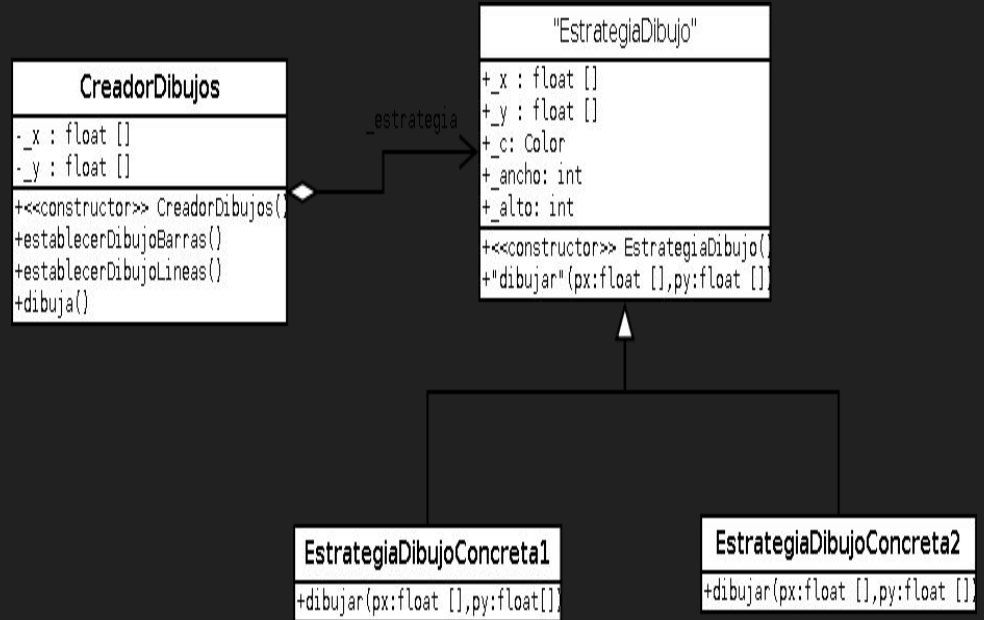 CreadorDibujos
-_x : float []
-_y : float []
+<<constructor>> CreadorDibujos()
+establecerDibujoBarras()
+establecerDibujoLineas()
+dibuja()
_estrategia
"EstrategiaDibujo"
+_x : float []
+_y : float []
+_c: Color
+_ancho: int
+_alto: int
+<<constructor>> EstrategiaDibujo()
+"dibujar"(px:float [],py:float [])
EstrategiaDibujoConcreta1
+dibujar(px:float [],py:float[])
EstrategiaDibujoConcreta2
+dibujar(px:float [],py:float [])